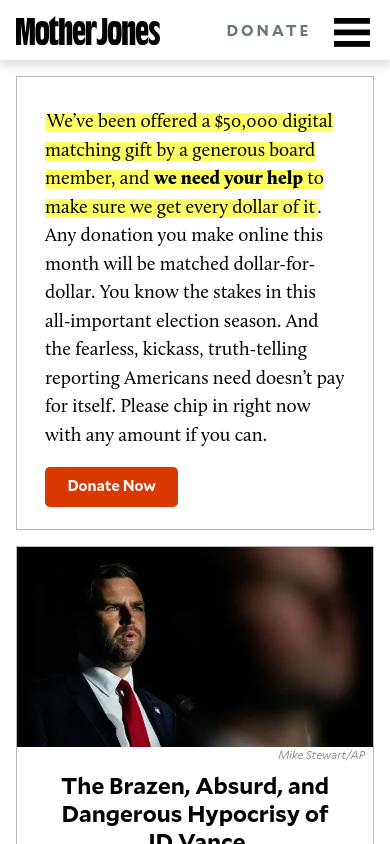 Mother Jones
DONATE
We've been offered a $50,000 digital
matching gift by a generous board
member, and we need your help to
make sure we get every dollar of it.
Any donation you make online this
month will be matched dollar-for-
dollar. You know the stakes in this
all-important election season. And
the fearless, kickass, truth-telling
reporting Americans need doesn't pay
for itself. Please chip in right now
with any amount if you can.
Donate Now
Mike Stewart/AP
The Brazen, Absurd, and
Dangerous Hypocrisy of
JD Vance